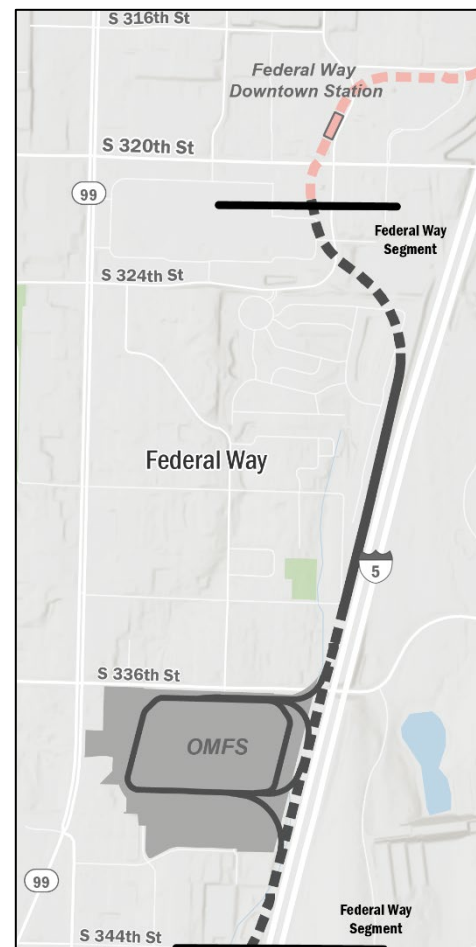 S 316th St
Federal Way
Downtown Station
S 320th St
99
Federal Way
Segment
S 324th St
Federal Way
5
S 336th St
OMFS
99
Federal Way
Segment
S 344th St